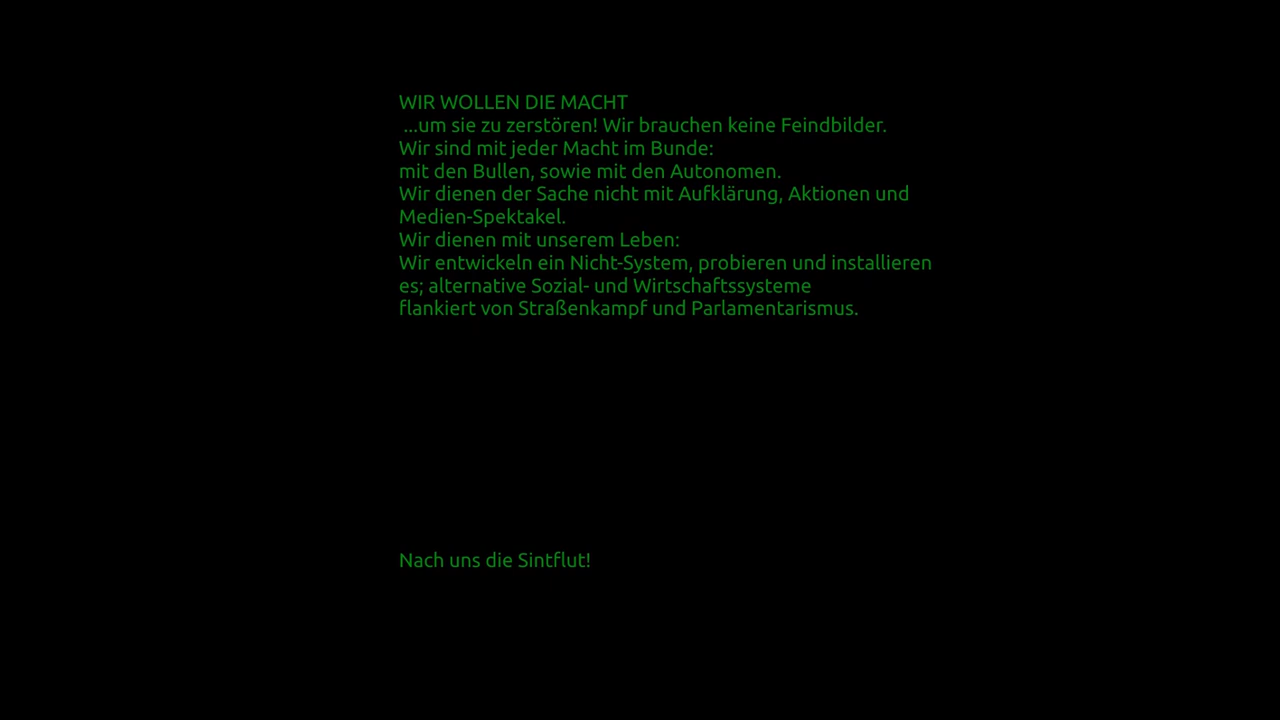 WIR WOLLEN DIE MACHT
...um sie zu zerstören! Wir brauchen keine Feindbilder.
Wir sind mit jeder Macht im Bunde:
mit den Bullen, sowie mit den Autonomen.
Wir dienen der Sache nicht mit Aufklärung, Aktionen und
Medien-Spektakel.
Wir dienen mit unserem Leben:
Wir entwickeln ein Nicht-System, probieren und installieren
es; alternative Sozial- und Wirtschaftssysteme
flankiert von Straßenkampf und Parlamentarismus.
Nach uns die Sintflut!